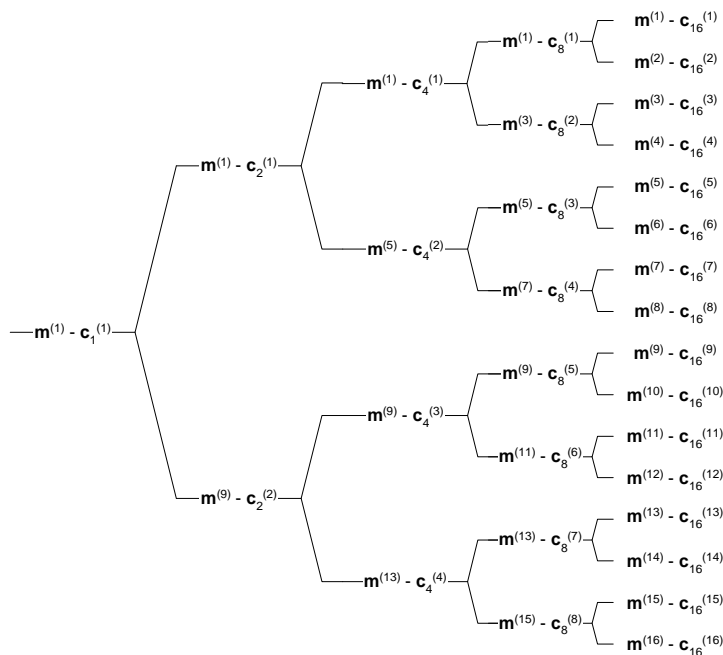 m(1) - c16(1)
m(1) - c8(1)
m(2) - c16(2)
m(1) - c4(1)
m(3) - c16(3)
m(3) - c8(2)
m(4) - c16(4)
m(1) - c2(1)
m(5) - c16(5)
m(5) - c8(3)
m(6) - c16(6)
m(5) - c4(2)
m(7) - c16(7)
m(7) - c8(4)
m(8) - c16(8)
m(1) - c1(1)
m(9) - c16(9)
m(9) - c8(5)
m(10) - c16(10)
m(9) - c4(3)
m(11) - c16(11)
m(11) - c8(6)
m(12) - c16(12)
m(9) - c2(2)
m(13) - c16(13)
m(13) - c8(7)
m(14) - c16(14)
m(13) - c4(4)
m(15) - c16(15)
m(15) - c8(8)
m(16) - c16(16)